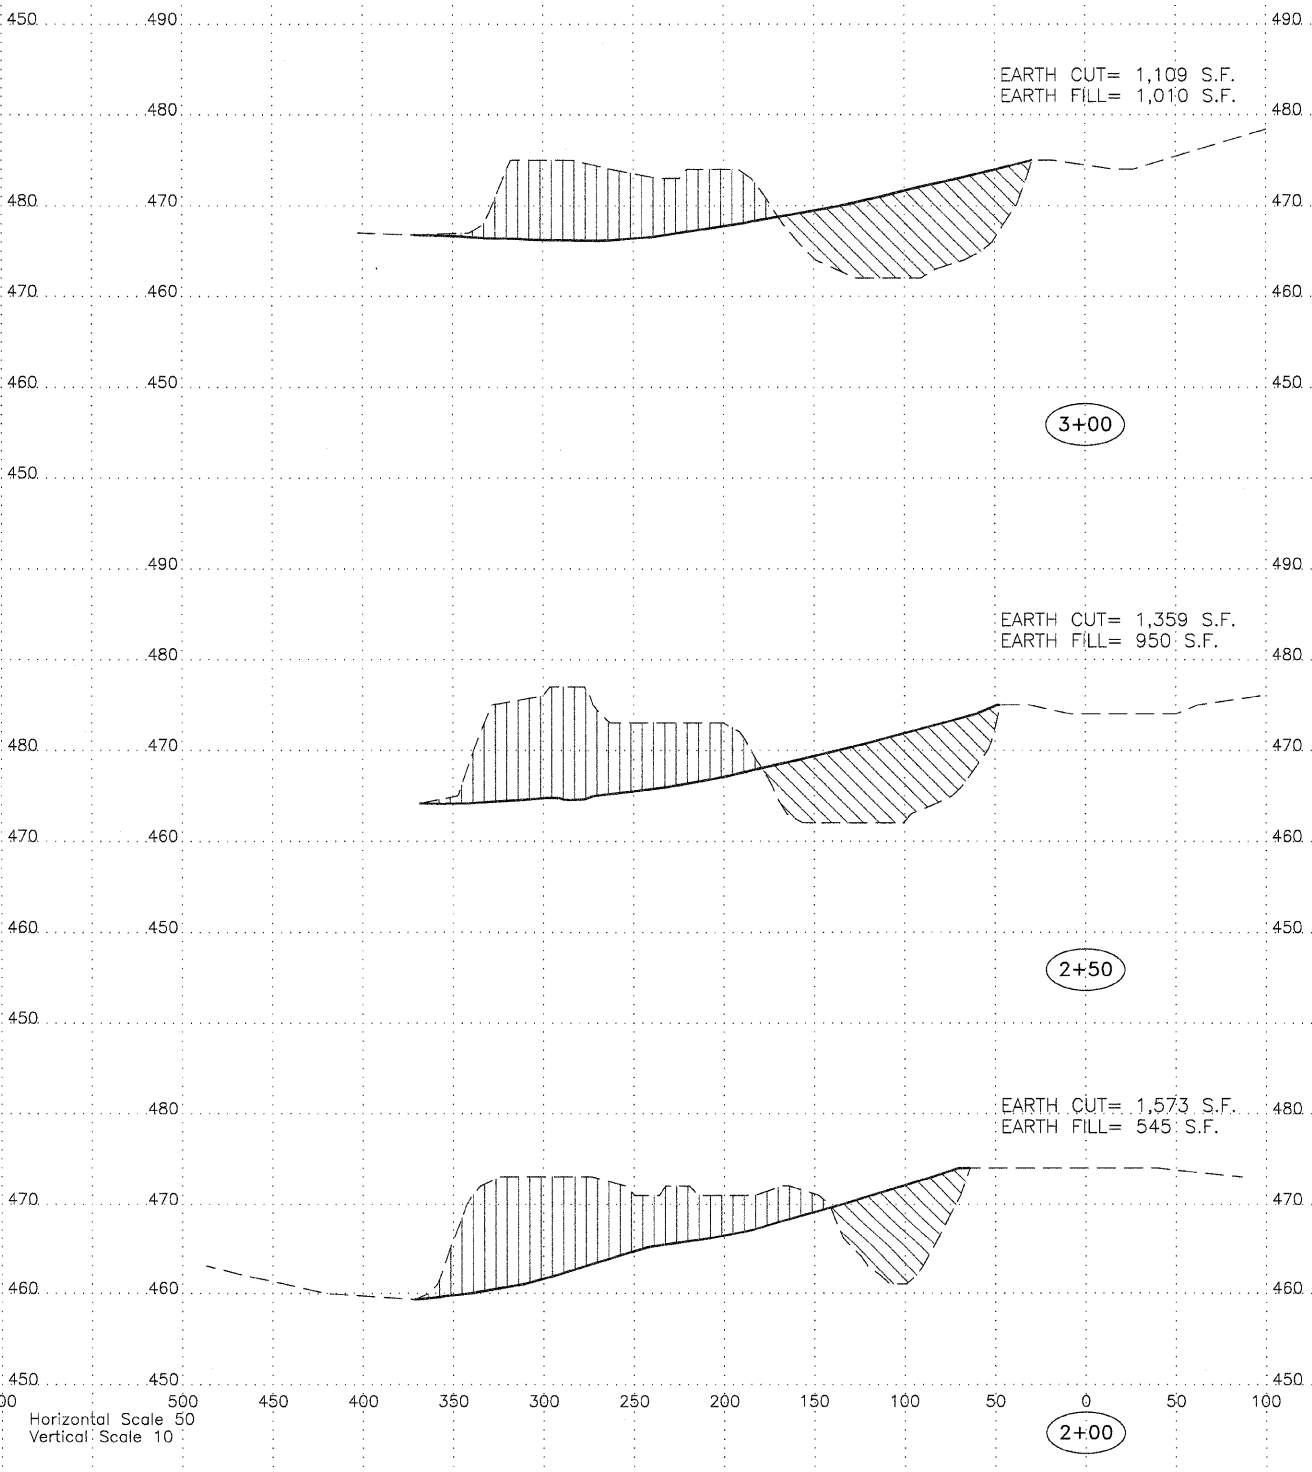 450 490 490
EARTH CUT= 1,109 S.F.
EARTH FILL= 1,010 S.F.
480 480
480 470 470
470 460 460
460 450 450
3+00
450
490 490
EARTH CUT= 1,359 S.F.
EARTH FILL= 950 S.F.
480 480
480 470 470
470 460 460
460 450 450
2+50
450
480 480
EARTH CUT= 1,573 S.F.
EARTH FILL= 545 S.F.
470 470 470
460 460 460
450 450 450
00 500 450 400 350 300 250 200 150 100 50 0 50 100
Horizontal Scale 50
Vertical Scale 10
2+00